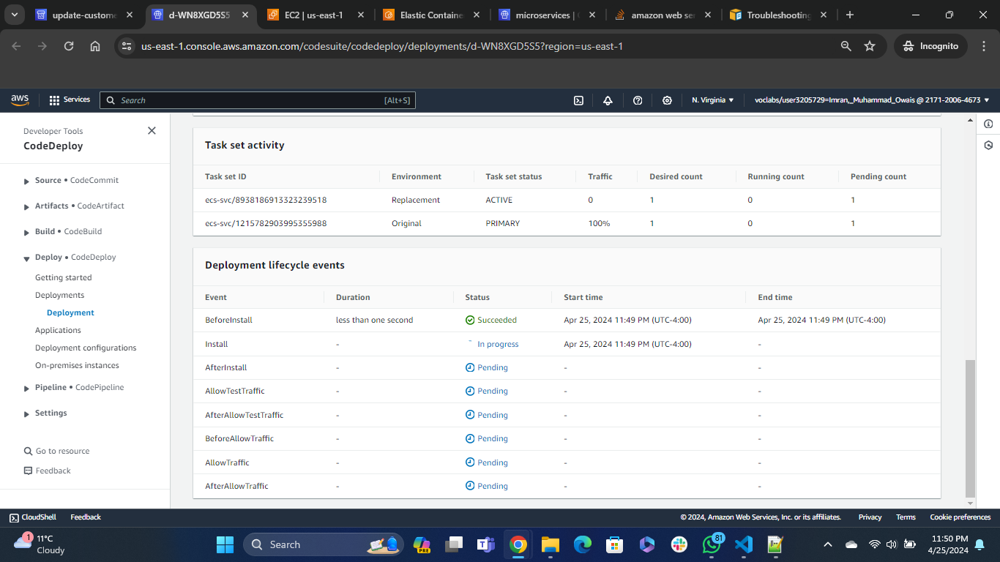 update-custome
d-WN8XGD5S5
EC2 | us-east-1
Elastic Containe
microservices |
amazon web se
Troubleshooting
us-east-1.console.aws.amazon.com/codesuite/codedeploy/deployments/d-WN8XGD5S5?region=us-east-1
Incognito
aws
Services
Search
[Alt+S]
N. Virginia
voclabs/user3205729=Imran,_Muhammad_Owais @ 2171-2006-4673
Developer Tools
CodeDeploy
Source • CodeCommit
Artifacts • CodeArtifact
Build • CodeBuild
Deploy • CodeDeploy
Getting started
Deployments
Deployment
Applications
Deployment configurations
On-premises instances
Pipeline • CodePipeline
Settings
Go to resource
Feedback
Task set activity
Task set ID Environment Task set status Traffic Desired count Running count Pending count
ecs-svc/8938186913323239518 Replacement ACTIVE 0 1 0 1
ecs-svc/1215782903995355988 Original PRIMARY 100% 1 0 1
Deployment lifecycle events
Event Duration Status Start time End time
BeforeInstall less than one second Succeeded Apr 25, 2024 11:49 PM (UTC-4:00) Apr 25, 2024 11:49 PM (UTC-4:00)
Install - In progress Apr 25, 2024 11:49 PM (UTC-4:00) -
AfterInstall - Pending - -
AllowTestTraffic - Pending - -
AfterAllowTestTraffic - Pending - -
BeforeAllowTraffic - Pending - -
AllowTraffic - Pending - -
AfterAllowTraffic - Pending - -
CloudShell
Feedback
© 2024, Amazon Web Services, Inc. or its affiliates.
Privacy
Terms
Cookie preferences
1
11°C
Cloudy
Search
PRE
81
11:50 PM
4/25/2024